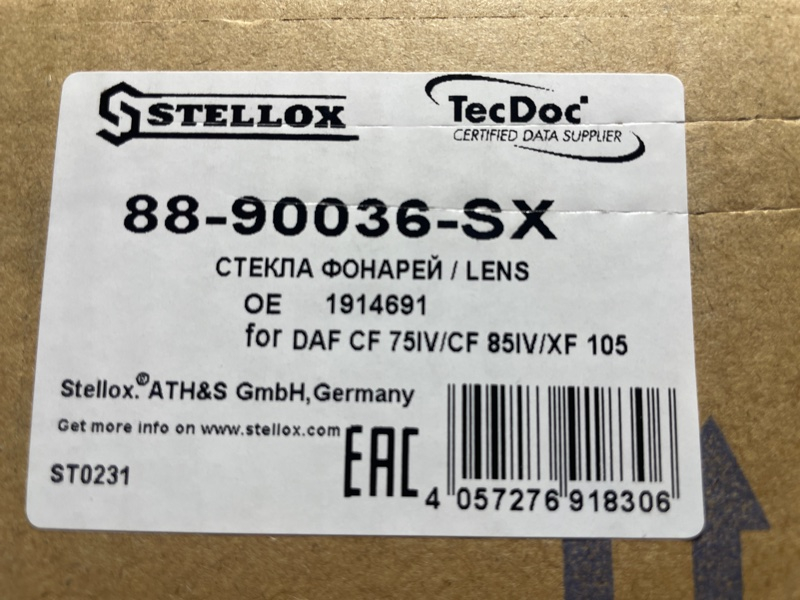 STELLOX
TecDoc
CERTIFIED DATA SUPPLIER
88-90036-SX
СТЕКЛА ФОНАРЕЙ / LENS
OE 1914691
for DAF CF 75IV/CF 85IV/XF 105
Stellox.® ATH&S GmbH, Germany
Get more info on www.stellox.com
ST0231
EAC
4 057276 918306